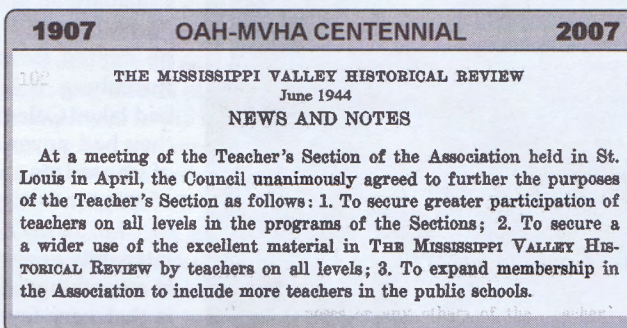 1907 OAH-MVHA CENTENNIAL 2007
102
THE MISSISSIPPI VALLEY HISTORICAL REVIEW
June 1944
NEWS AND NOTES
At a meeting of the Teacher's Section of the Association held in St.
Louis in April, the Council unanimously agreed to further the purposes
of the Teacher's Section as follows: 1. To secure greater participation of
teachers on all levels in the programs of the Sections; 2. To secure a
a wider use of the excellent material in THE MISSISSIPPI VALLEY HIS-
TORICAL REVIEW by teachers on all levels; 3. To expand membership in
the Association to include more teachers in the public schools.